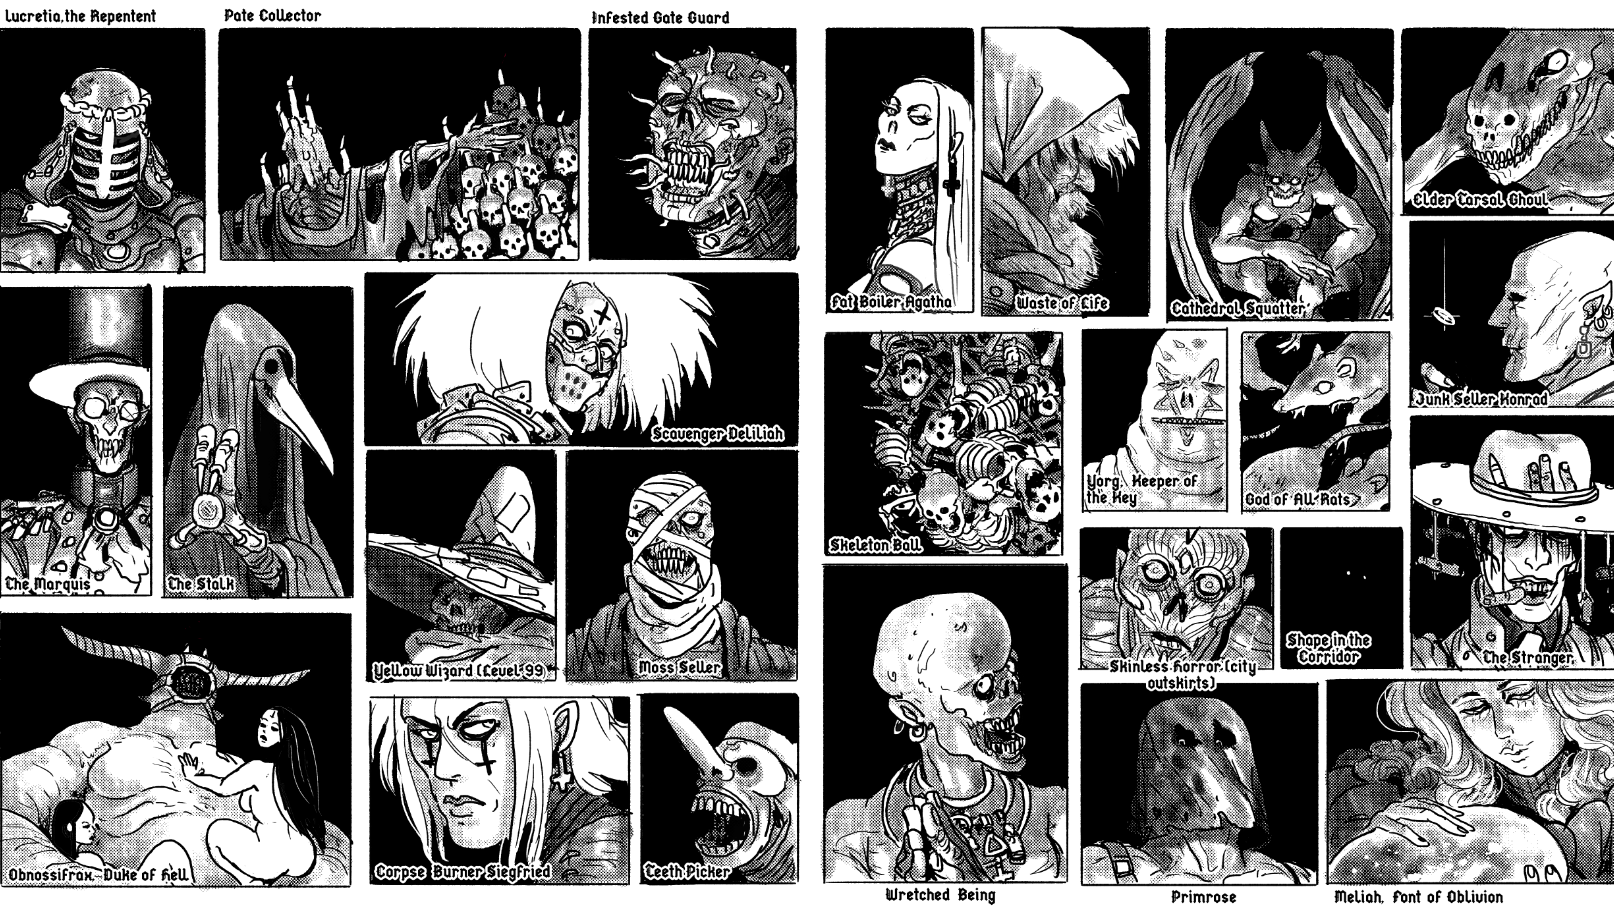 Lucretia, the Repentent
Pate Collector
Infested Gate Guard
Fat Boiler Agatha
Waste of Life
Cathedral Squatter
Elder Tarsal Ghoul
Junk Seller Konrad
The Marquis
The Stalk
Scavenger Deliliah
Yellow Wizard (Level 99)
Moss Seller
Skeleton Ball
Yorg, Keeper of
the Key
God of All Rats
Skinless horror (city
outskirts)
Shape in the
Corridor
The Stranger
Obnossifrax, Duke of Hell
Corpse Burner Siegfried
Teeth Picker
Wretched Being
Primrose
Meliah, Font of Oblivion